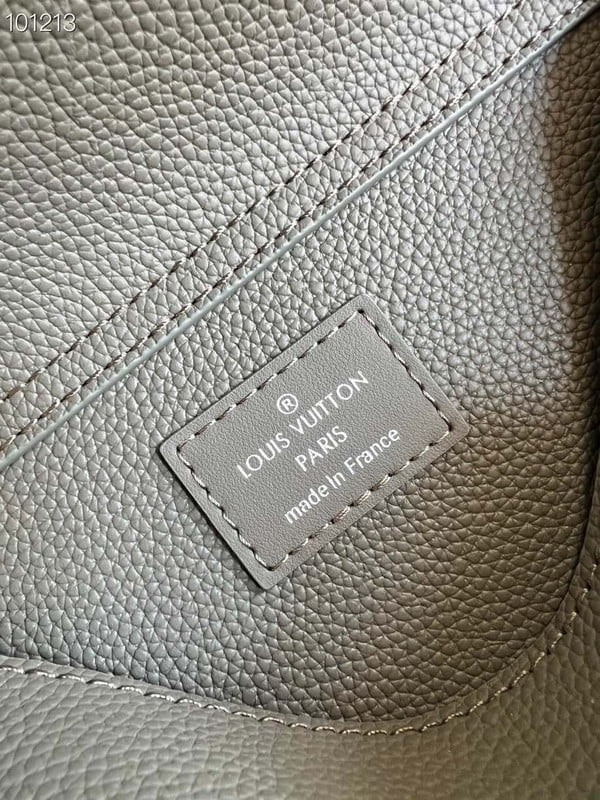 101213
®
LOUIS VUITTON
PARIS
made in France